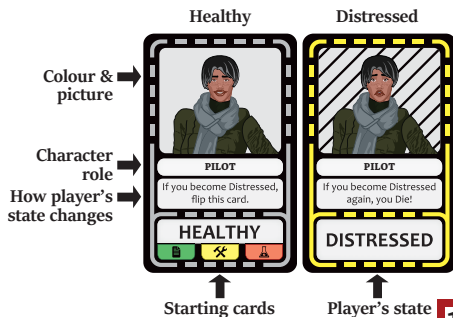 Healthy
Distressed
Colour &
picture
Character
role
How player's
state changes
PILOT
If you become Distressed,
flip this card.
HEALTHY
PILOT
If you become Distressed
again, you Die!
DISTRESSED
Starting cards
Player's state